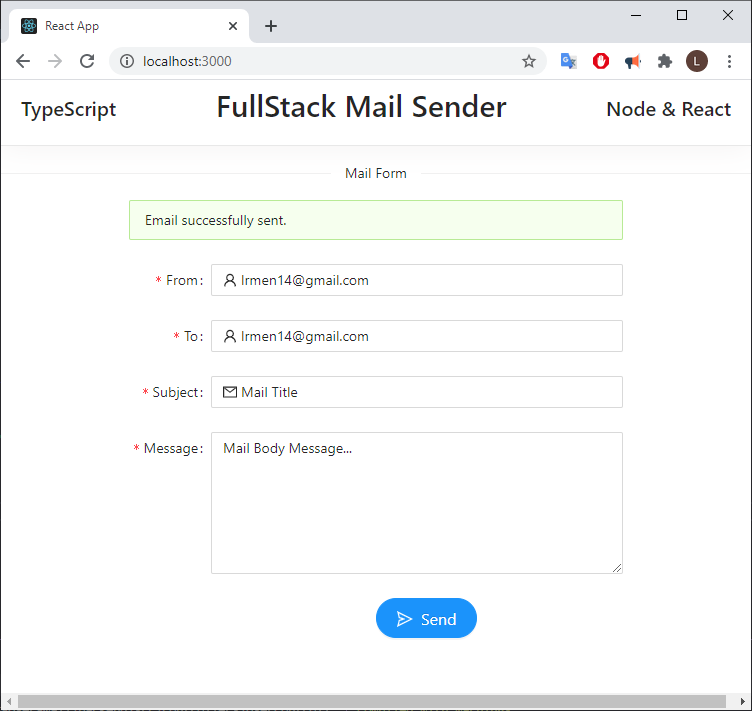 React App
localhost:3000
L
TypeScript
FullStack Mail Sender
Node & React
Mail Form
Email successfully sent.
* From: lrmen14@gmail.com
* To: lrmen14@gmail.com
* Subject: Mail Title
* Message: Mail Body Message...
Send